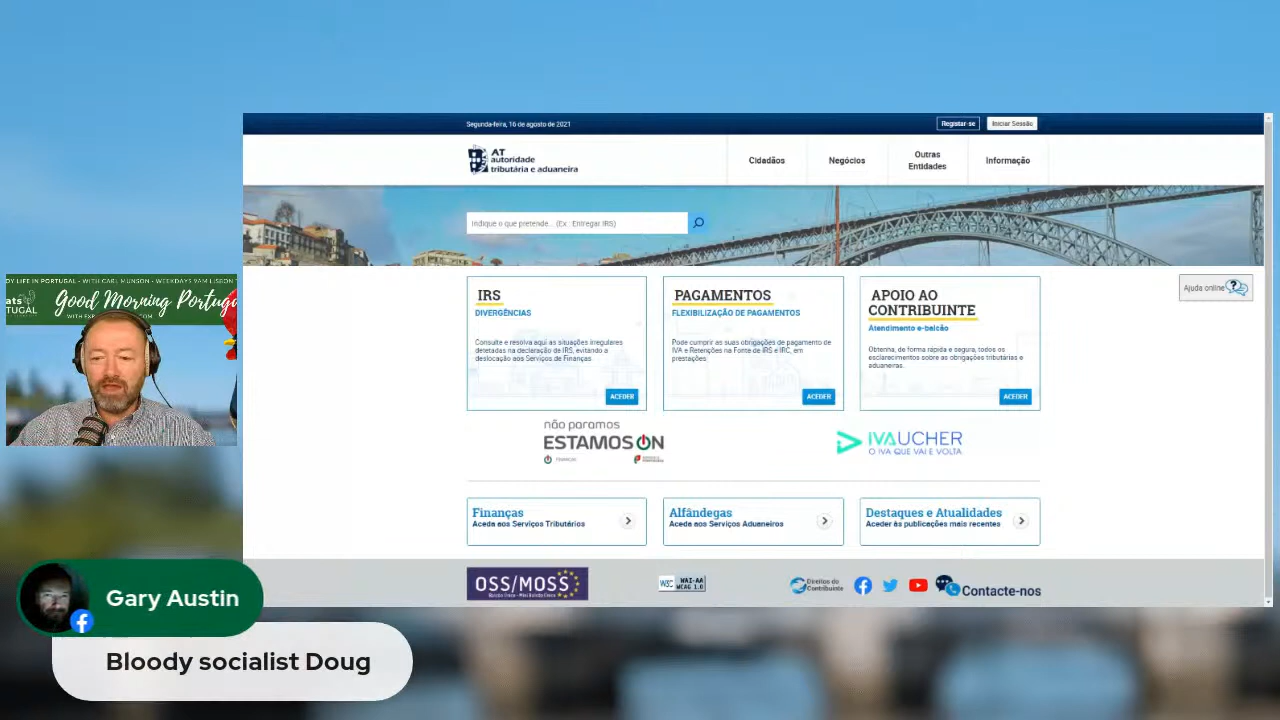 Segunda-feira, 16 de agosto de 2021
Registar-se
Iniciar Sessão
AT
autoridade
tributária e aduaneira
Cidadãos
Negócios
Outras
Entidades
Informação
Indique o que pretende... (Ex.: Entregar IRS)
Ajuda online
IRS
DIVERGÊNCIAS
Consulte e resolva aqui as situações irregulares
detetadas na declaração de IRS, evitando a
deslocação aos Serviços de Finanças
ACEDER
PAGAMENTOS
FLEXIBILIZAÇÃO DE PAGAMENTOS
Pode cumprir as suas obrigações de pagamento de
IVA e Retenções na Fonte de IRS e IRC, em
prestações
ACEDER
APOIO AO
CONTRIBUINTE
Atendimento e-balcão
Obtenha, de forma rápida e segura, todos os
esclarecimentos sobre as obrigações tributárias e
aduaneiras.
ACEDER
não paramos
ESTAMOS ON
FINANÇAS
IVAUCHER
O IVA QUE VAI E VOLTA
Finanças
Aceda aos Serviços Tributários
Alfândegas
Aceda aos Serviços Aduaneiros
Destaques e Atualidades
Aceder às publicações mais recentes
OSS/MOSS
W3C WAI-AA
WCAG 1.0
Direitos do
Contribuinte
Contacte-nos
DY LIFE IN PORTUGAL - WITH CARL MUNSON - WEEKDAYS 9AM LISBON
Good Morning Portuga
Gary Austin
Bloody socialist Doug